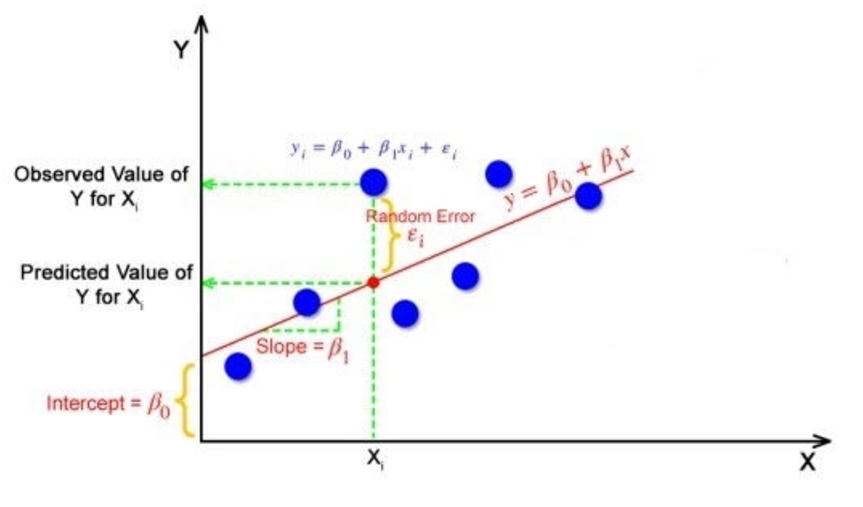 Y
yᵢ = β₀ + β₁xᵢ + εᵢ
y = β₀ + β₁x
Observed Value of
Y for Xᵢ
Random Error
εᵢ
Predicted Value of
Y for Xᵢ
Slope = β₁
Intercept = β₀
Xᵢ
X